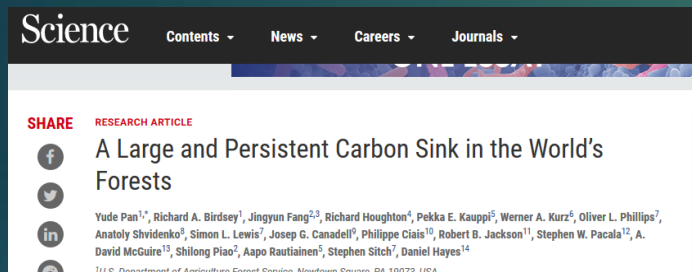 Science
Contents News Careers Journals
SHARE
RESEARCH ARTICLE
A Large and Persistent Carbon Sink in the World's
Forests
Yude Pan1,*, Richard A. Birdsey1, Jingyun Fang2,3, Richard Houghton4, Pekka E. Kauppi5, Werner A. Kurz6, Oliver L. Phillips7,
Anatoly Shvidenko8, Simon L. Lewis7, Josep G. Canadell9, Philippe Ciais10, Robert B. Jackson11, Stephen W. Pacala12, A.
David McGuire13, Shilong Piao2, Aapo Rautiainen5, Stephen Sitch7, Daniel Hayes14
1U.S. Department of Agriculture Forest Service, Newtown Square, PA 19073, USA